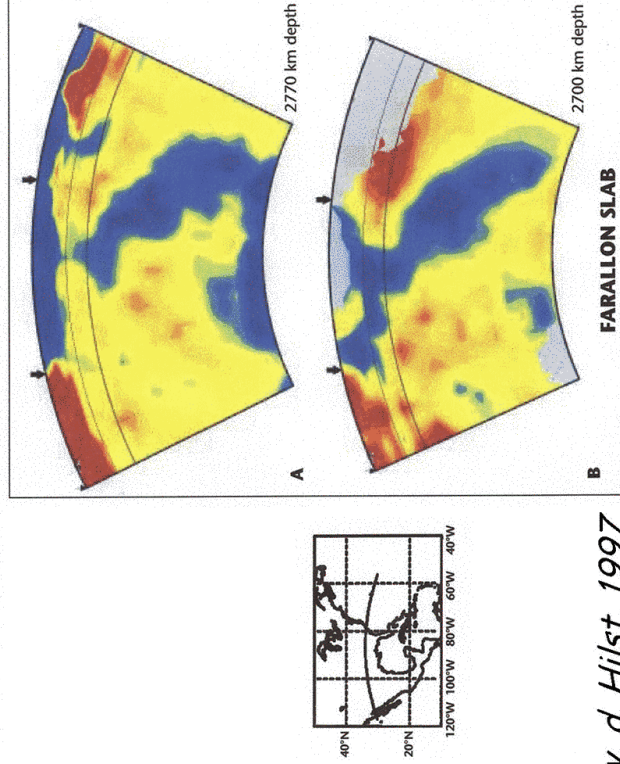 2770 km depth
A
2700 km depth
B
FARALLON SLAB
40°N
20°N
120°W 100°W 80°W 60°W 40°W
v d Hilst 1997